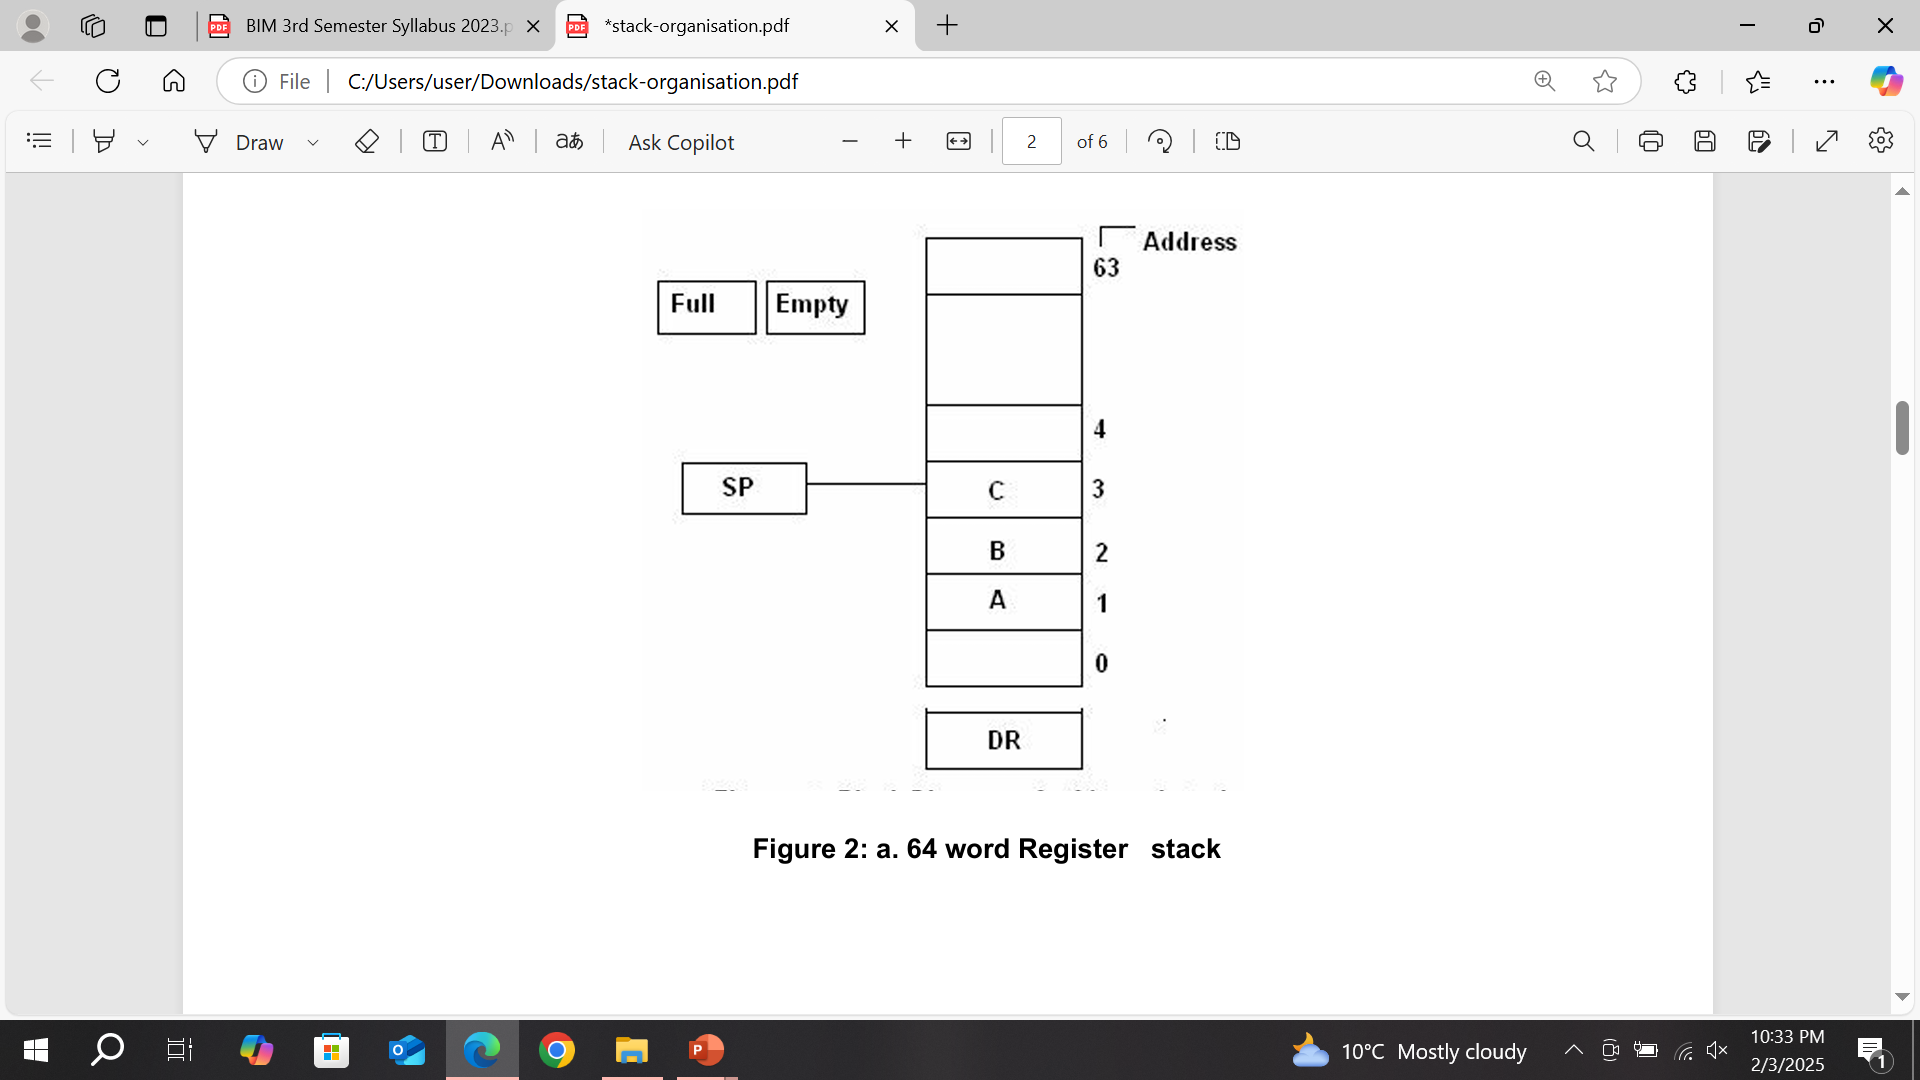 BIM 3rd Semester Syllabus 2023.p
*stack-organisation.pdf
File
C:/Users/user/Downloads/stack-organisation.pdf
Draw
Ask Copilot
2
of 6
Address
63
Full
Empty
4
SP
C
3
B
2
A
1
0
DR
Figure 2: a. 64 word Register stack
10°C Mostly cloudy
10:33 PM
2/3/2025
1